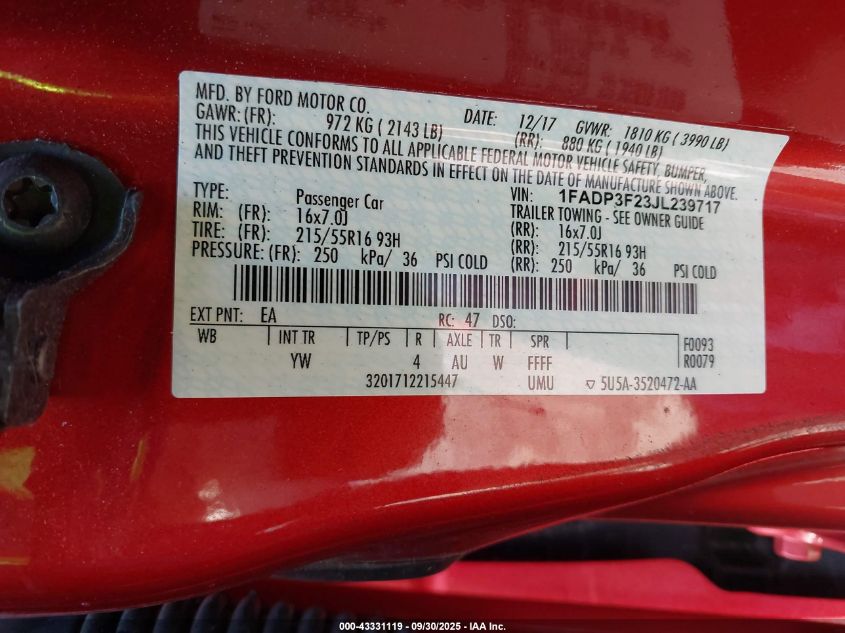 MFD. BY FORD MOTOR CO. DATE: 12/17 GVWR: 1810 KG ( 3990 LB)
GAWR: (FR): 972 KG ( 2143 LB) (RR): 880 KG ( 1940 LB)
THIS VEHICLE CONFORMS TO ALL APPLICABLE FEDERAL MOTOR VEHICLE SAFETY, BUMPER,
AND THEFT PREVENTION STANDARDS IN EFFECT ON THE DATE OF MANUFACTURE SHOWN ABOVE.
TYPE: Passenger Car VIN: 1FADP3F23JL239717
TRAILER TOWING - SEE OWNER GUIDE
RIM: (FR): 16x7.0J (RR): 16x7.0J
TIRE: (FR): 215/55R16 93H (RR): 215/55R16 93H
PRESSURE: (FR): 250 kPa/ 36 PSI COLD (RR): 250 kPa/ 36 PSI COLD
EXT PNT: EA RC: 47 DSO:
WB INT TR TP/PS R AXLE TR SPR F0093
YW 4 AU W FFFF R0079
3201712215447 UMU ▽ 5U5A-3520472-AA
000-43331119 - 09/30/2025 - IAA Inc.